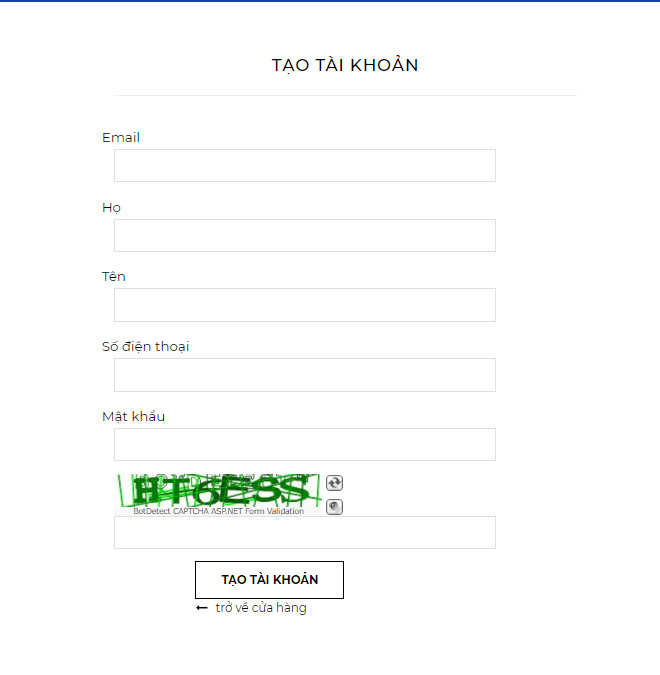 TẠO TÀI KHOẢN
Email
Họ
Tên
Số điện thoại
Mật khẩu
BotDetect CAPTCHA ASP.NET Form Validation
TẠO TÀI KHOẢN
← trở về cửa hàng